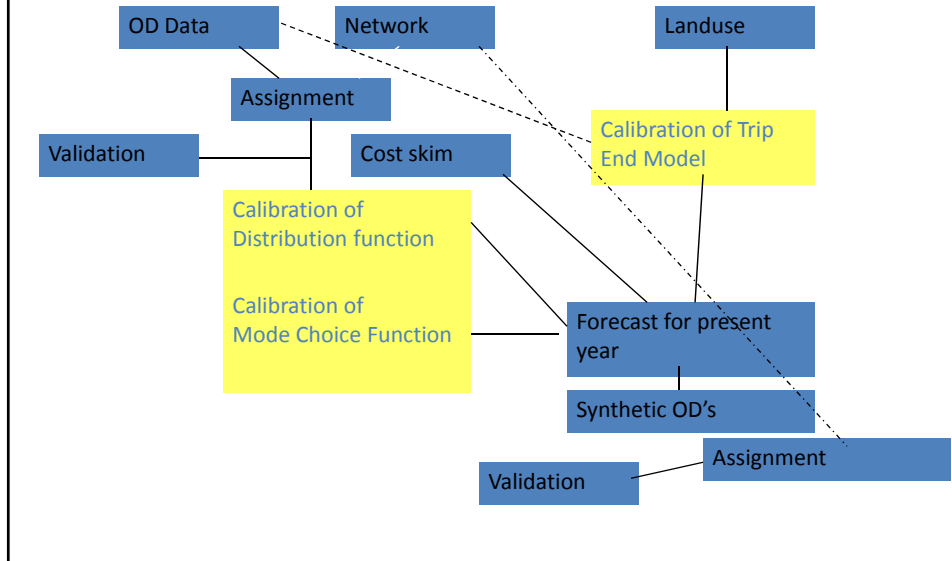 OD Data
Network
Landuse
Assignment
Calibration of Trip
End Model
Validation
Cost skim
Calibration of
Distribution function
Calibration of
Mode Choice Function
Forecast for present
year
Synthetic OD's
Assignment
Validation